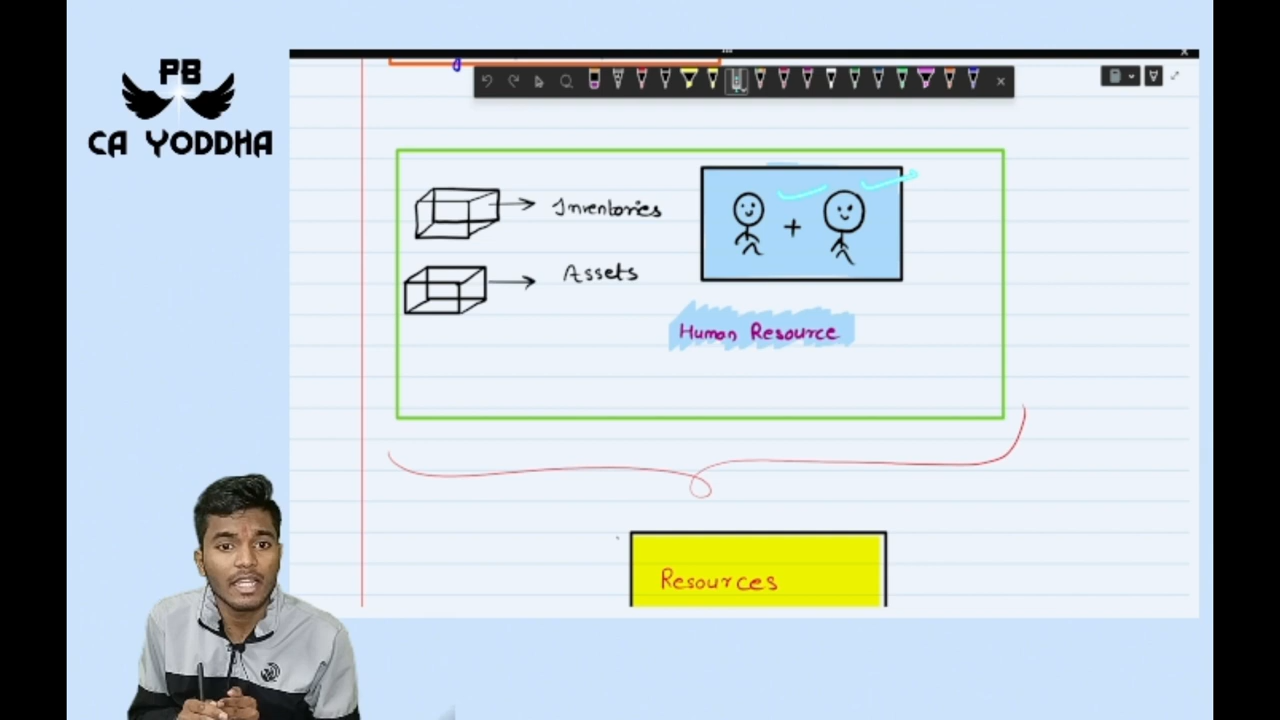 PB
CA YODDHA
Inventories
Assets
+
Human Resource
Resources